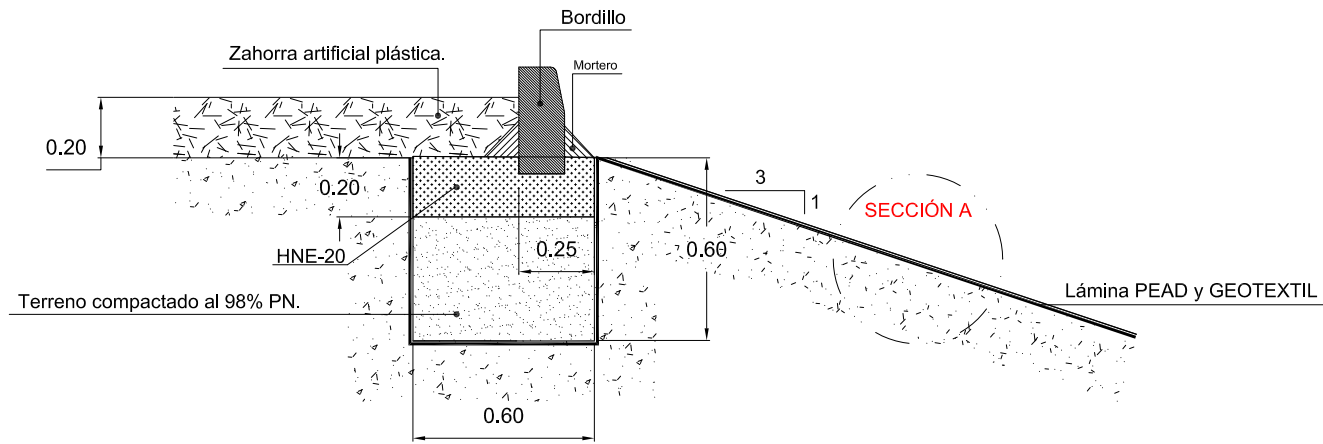 Bordillo
Zahorra artificial plástica.
Mortero
0.20
0.20
3
1
SECCIÓN A
HNE-20
0.25
0.60
Terreno compactado al 98% PN.
Lámina PEAD y GEOTEXTIL
0.60